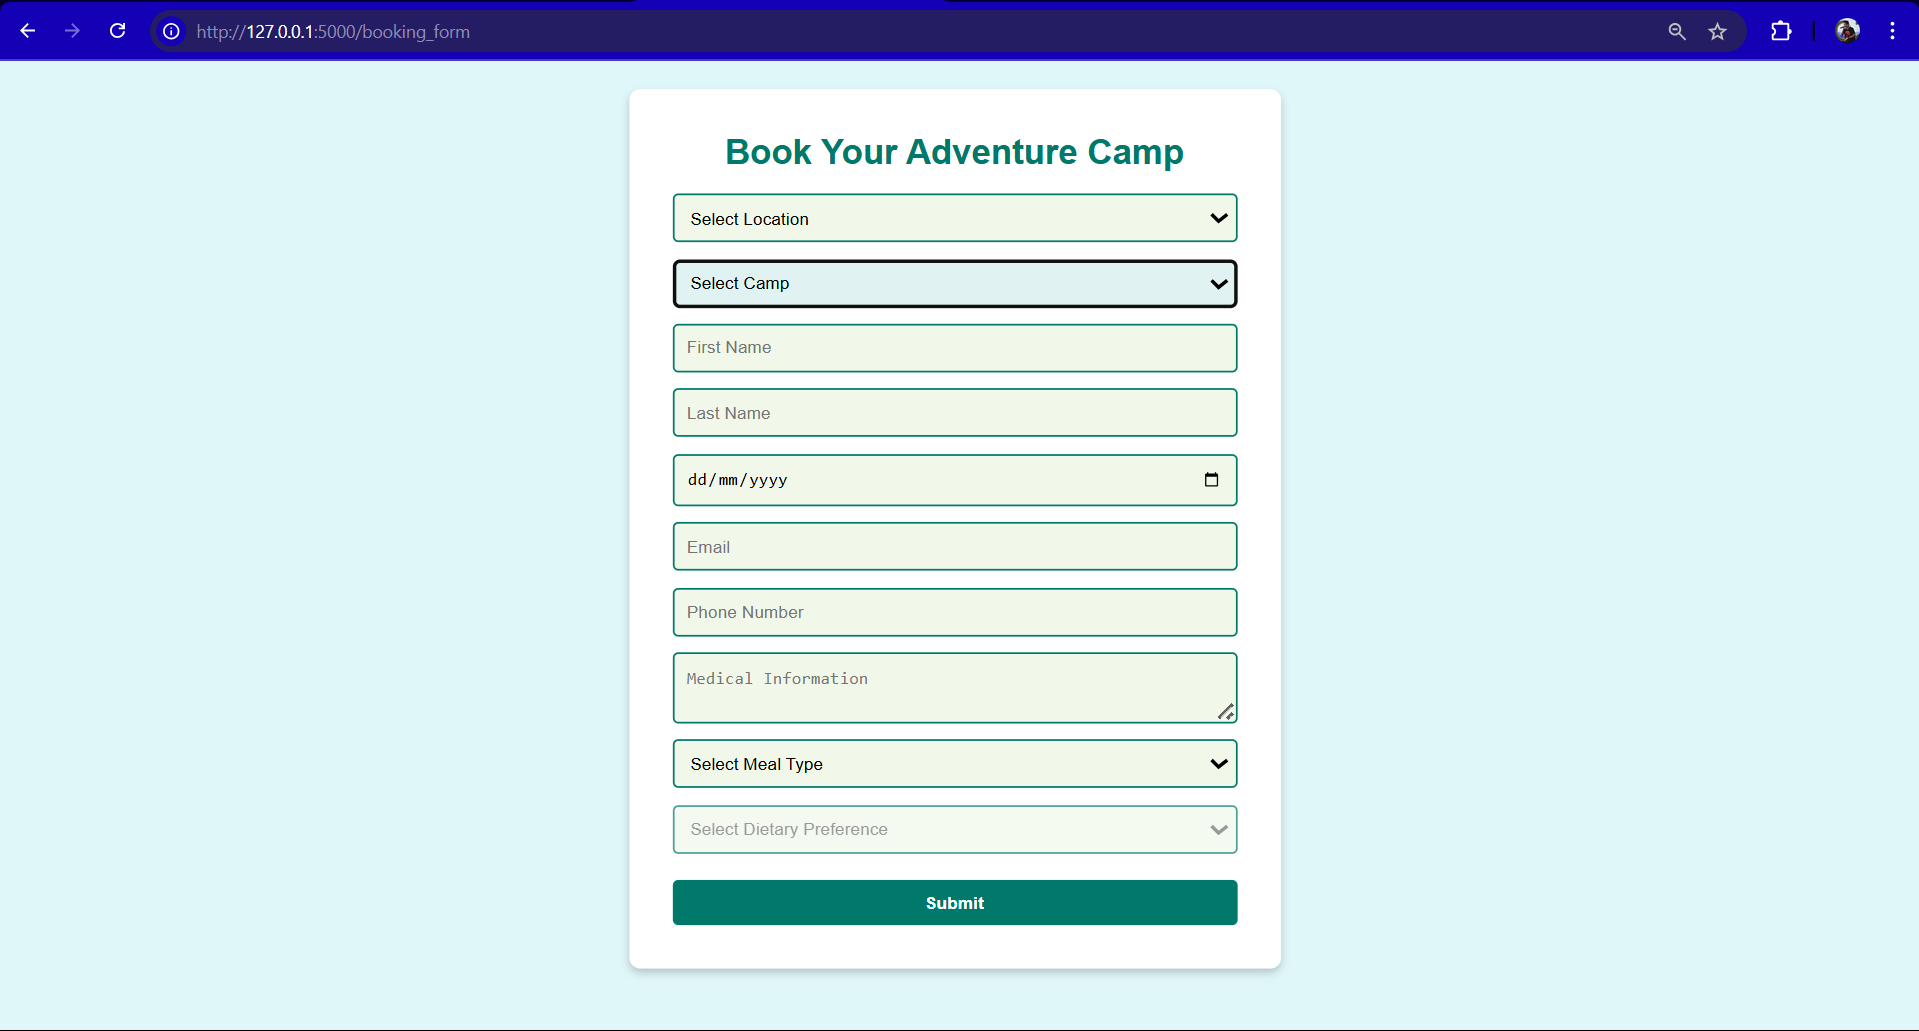 http://127.0.0.1:5000/booking_form
Book Your Adventure Camp
Select Location
Select Camp
First Name
Last Name
dd/mm/yyyy
Email
Phone Number
Medical Information
Select Meal Type
Select Dietary Preference
Submit